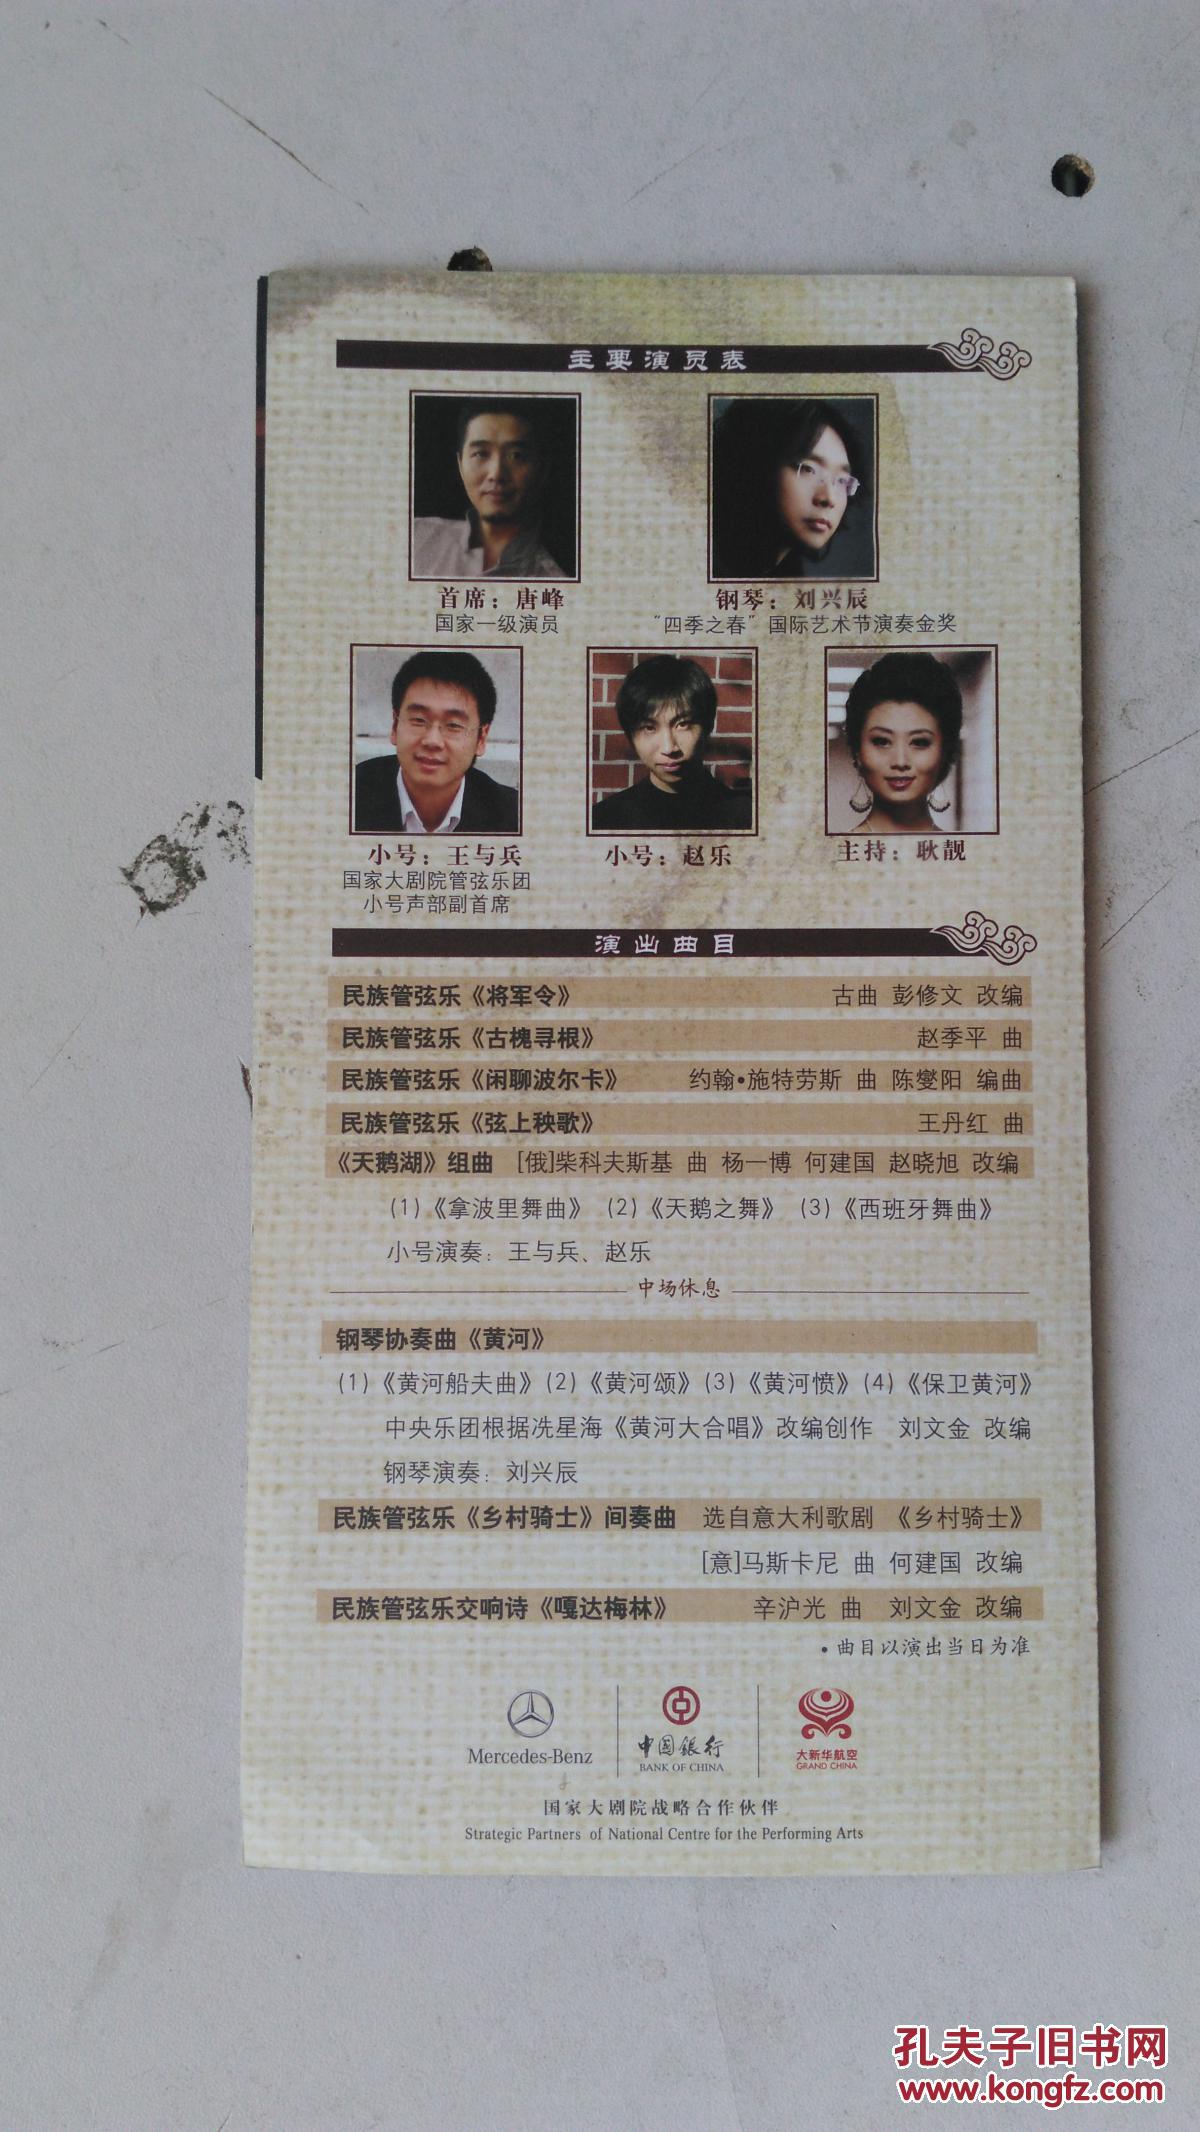 主要演员表
首席：唐峰
国家一级演员
钢琴：刘兴辰
“四季之春”国际艺术节演奏金奖
小号：王与兵
国家大剧院管弦乐团
小号声部副首席
小号：赵乐
主持：耿靓
演出曲目
民族管弦乐《将军令》 古曲 彭修文 改编
民族管弦乐《古槐寻根》 赵季平 曲
民族管弦乐《闲聊波尔卡》 约翰•施特劳斯 曲 陈燮阳 编曲
民族管弦乐《弦上秧歌》 王丹红 曲
《天鹅湖》组曲 [俄]柴科夫斯基 曲 杨一博 何建国 赵晓旭 改编
(1)《拿波里舞曲》 (2)《天鹅之舞》 (3)《西班牙舞曲》
小号演奏：王与兵、赵乐
中场休息
钢琴协奏曲《黄河》
(1)《黄河船夫曲》(2)《黄河颂》(3)《黄河愤》(4)《保卫黄河》
中央乐团根据冼星海《黄河大合唱》改编创作 刘文金 改编
钢琴演奏：刘兴辰
民族管弦乐《乡村骑士》间奏曲 选自意大利歌剧 《乡村骑士》
[意]马斯卡尼 曲 何建国 改编
民族管弦乐交响诗《嘎达梅林》 辛沪光 曲 刘文金 改编
•曲目以演出当日为准
Mercedes-Benz
中国银行
BANK OF CHINA
大新华航空
GRAND CHINA
国家大剧院战略合作伙伴
Strategic Partners of National Centre for the Performing Arts
孔夫子旧书网
www.kongfz.com